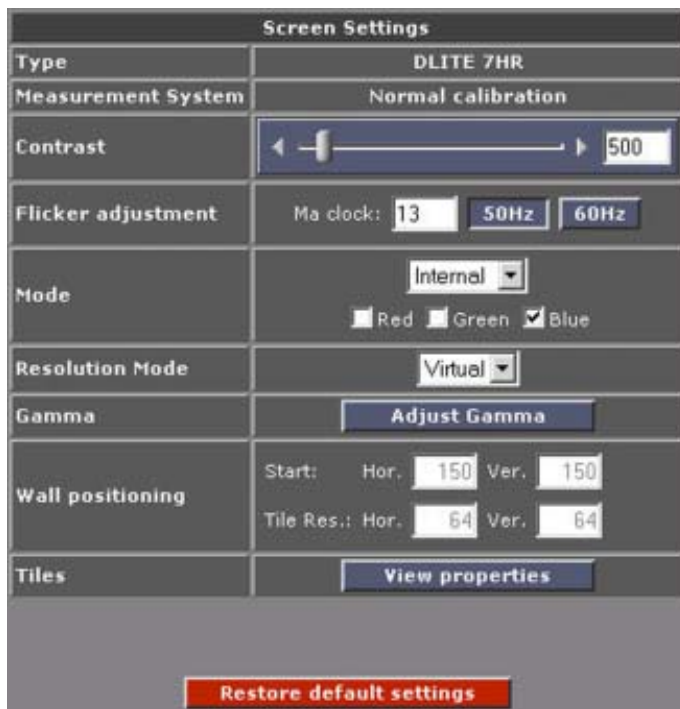 Screen Settings
Type DLITE 7HR
Measurement System Normal calibration
Contrast 500
Flicker adjustment Ma clock: 13 50Hz 60Hz
Mode Internal
Red Green Blue
Resolution Mode Virtual
Gamma Adjust Gamma
Wall positioning
Start: Hor. 150 Ver. 150
Tile Res.: Hor. 64 Ver. 64
Tiles View properties
Restore default settings